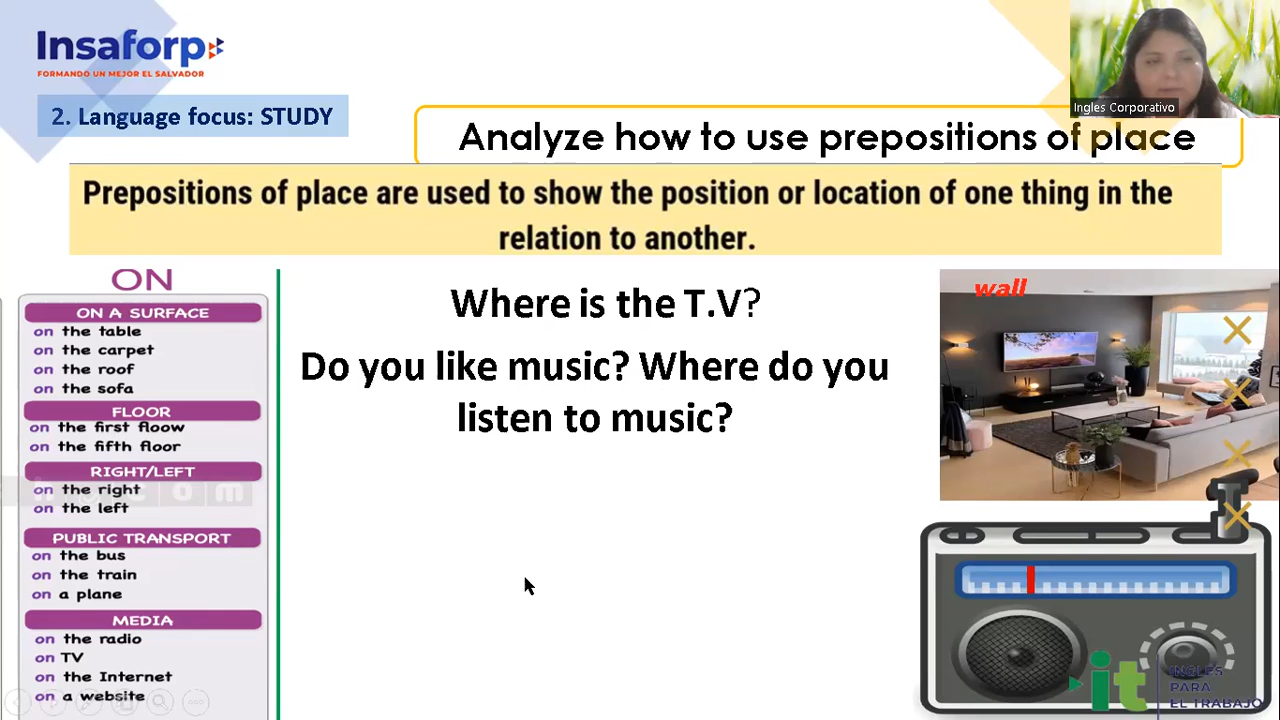 Insaforp
FORMANDO UN MEJOR EL SALVADOR
Ingles Corporativo
2. Language focus: STUDY
Analyze how to use prepositions of place
Prepositions of place are used to show the position or location of one thing in the
relation to another.
ON
ON A SURFACE
on the table
on the carpet
on the roof
on the sofa
FLOOR
on the first floow
on the fifth floor
RIGHT/LEFT
on the right
on the left
PUBLIC TRANSPORT
on the bus
on the train
on a plane
MEDIA
on the radio
on TV
on the Internet
on a website
Where is the T.V?
Do you like music? Where do you
listen to music?
wall
it
INGLES
PARA
EL TRABAJO